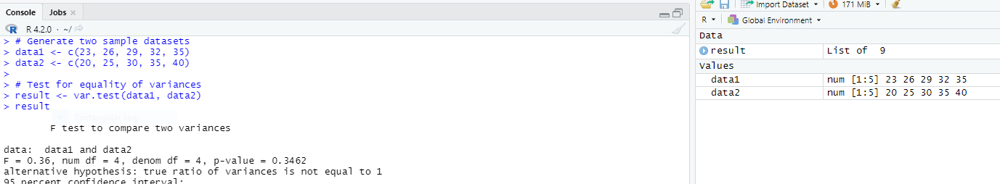 Console Jobs
R 4.2.0 · ~/
> # Generate two sample datasets
> data1 <- c(23, 26, 29, 32, 35)
> data2 <- c(20, 25, 30, 35, 40)
>
> # Test for equality of variances
> result <- var.test(data1, data2)
> result
F test to compare two variances
data:  data1 and data2
F = 0.36, num df = 4, denom df = 4, p-value = 0.3462
alternative hypothesis: true ratio of variances is not equal to 1
95 percent confidence interval:
Import Dataset 171 MiB
R Global Environment
Data
result List of  9
Values
data1 num [1:5] 23 26 29 32 35
data2 num [1:5] 20 25 30 35 40